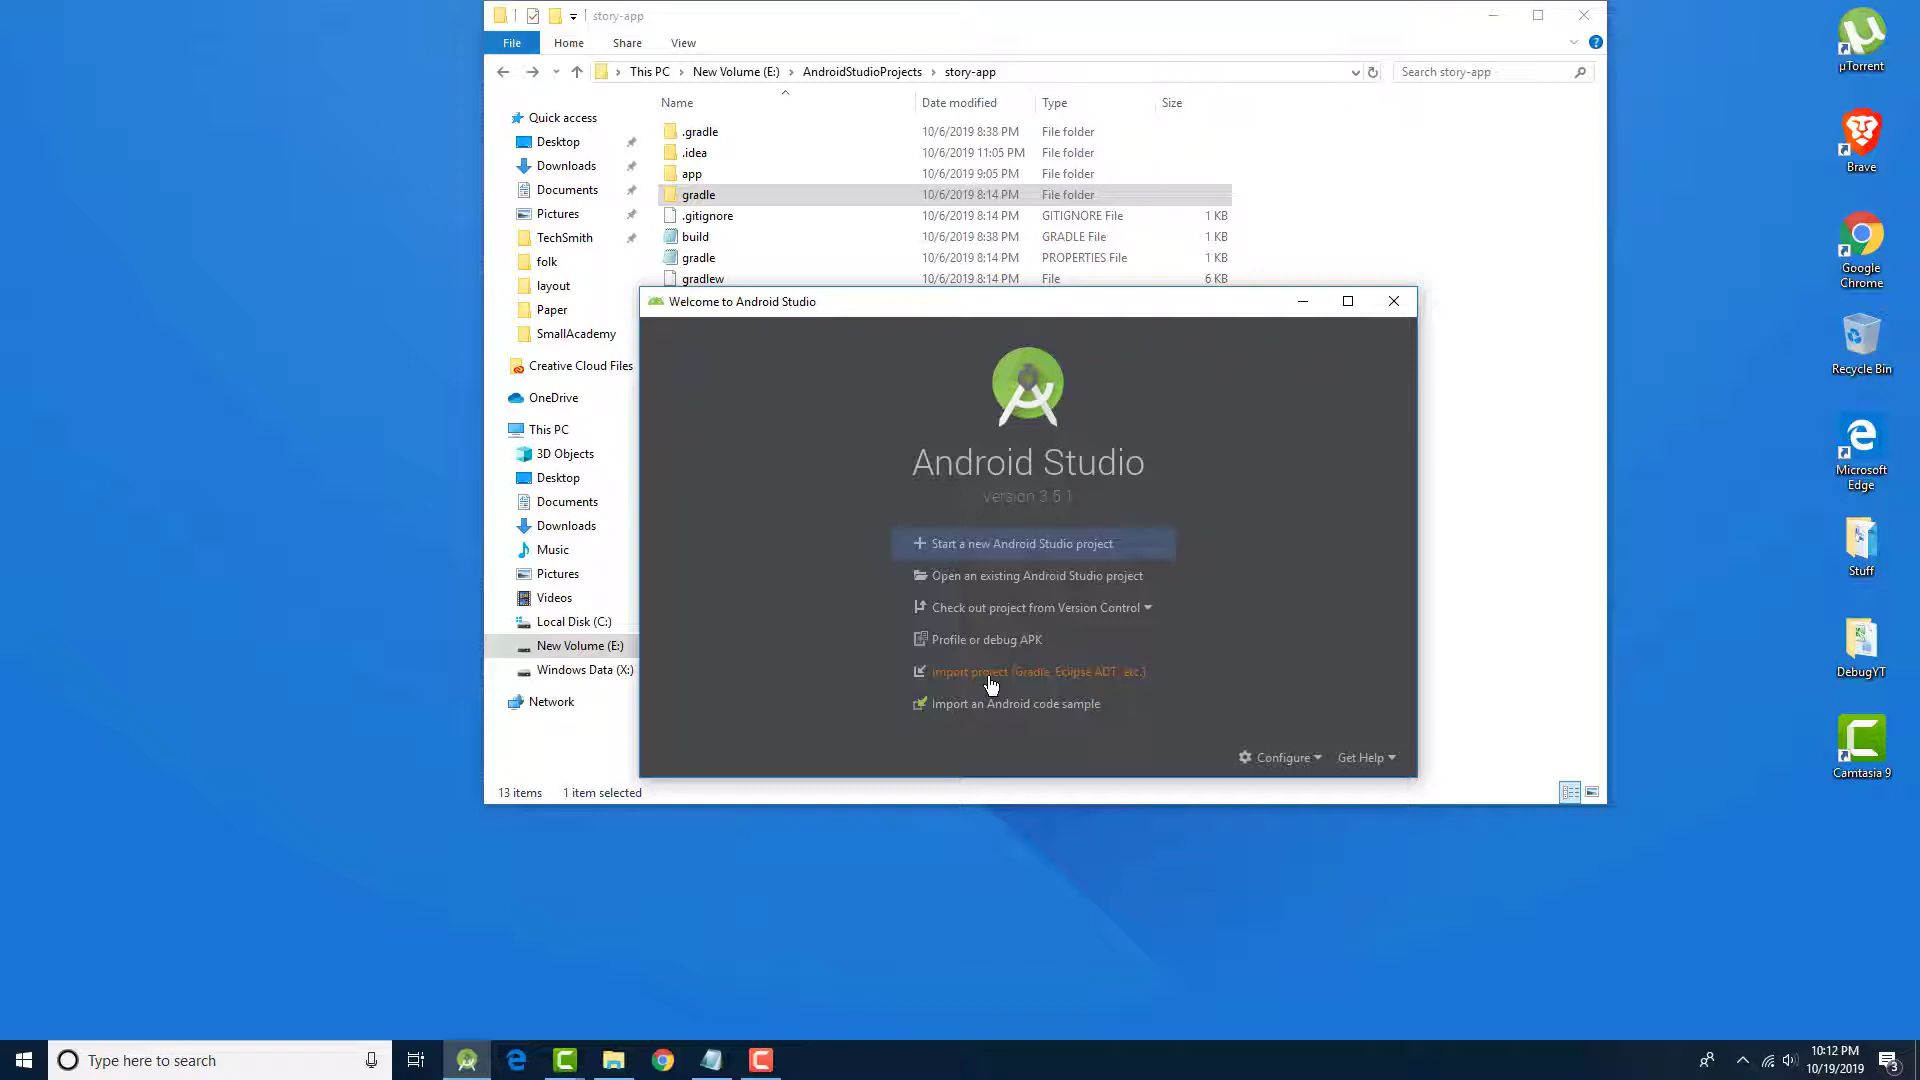 story-app
File Home Share View
This PC New Volume (E:) AndroidStudioProjects story-app Search story-app
Name Date modified Type Size
Quick access
Desktop
Downloads
Documents
Pictures
TechSmith
folk
layout
Paper
SmallAcademy
Creative Cloud Files
OneDrive
This PC
3D Objects
Desktop
Documents
Downloads
Music
Pictures
Videos
Local Disk (C:)
New Volume (E:)
Windows Data (X:)
Network
.gradle 10/6/2019 8:38 PM File folder
.idea 10/6/2019 11:05 PM File folder
app 10/6/2019 9:05 PM File folder
gradle 10/6/2019 8:14 PM File folder
.gitignore 10/6/2019 8:14 PM GITIGNORE File 1 KB
build 10/6/2019 8:38 PM GRADLE File 1 KB
gradle 10/6/2019 8:14 PM PROPERTIES File 1 KB
gradlew 10/6/2019 8:14 PM File 6 KB
Welcome to Android Studio
Android Studio
Version 3.5.1
Start a new Android Studio project
Open an existing Android Studio project
Check out project from Version Control
Profile or debug APK
Import project (Gradle, Eclipse ADT, etc.)
Import an Android code sample
Configure Get Help
13 items 1 item selected
µTorrent
Brave
Google
Chrome
Recycle Bin
Microsoft
Edge
Stuff
DebugYT
Camtasia 9
Type here to search
10:12 PM
10/19/2019
3